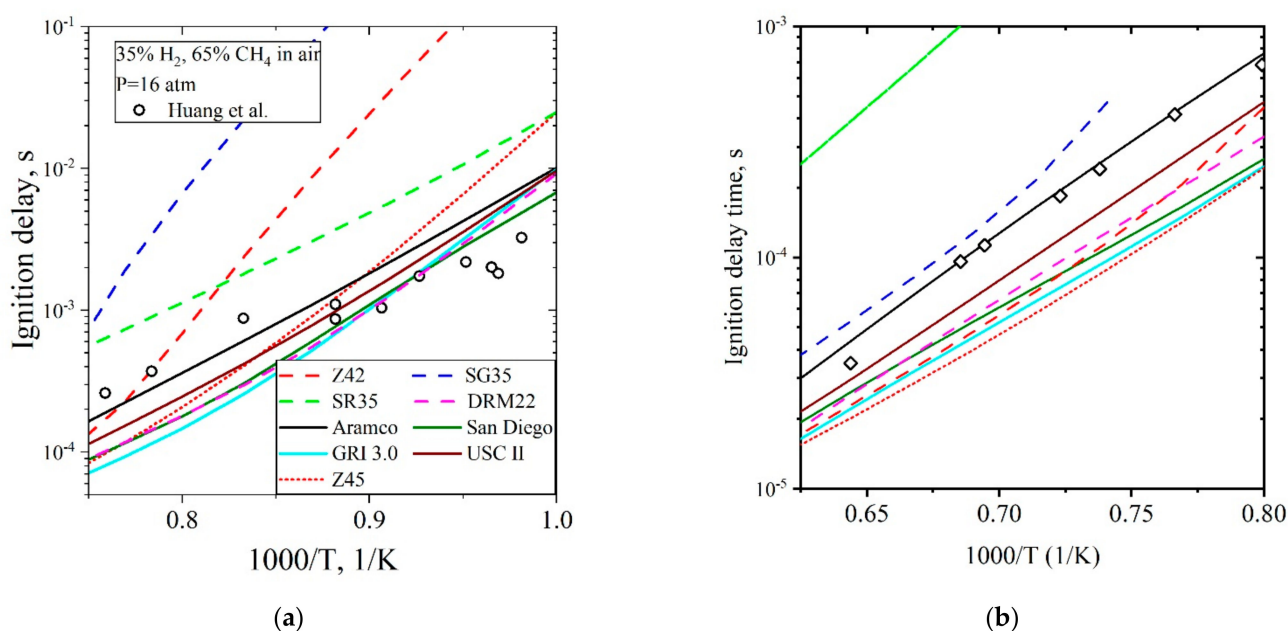 10⁻¹
10⁻²
10⁻³
10⁻⁴
Ignition delay, s
35% H₂, 65% CH₄ in air
P=16 atm
Huang et al.
Z42
SG35
SR35
DRM22
Aramco
San Diego
GRI 3.0
USC II
Z45
0.8
0.9
1.0
1000/T, 1/K
(a)
10⁻³
10⁻⁴
10⁻⁵
Ignition delay time, s
0.65
0.70
0.75
0.80
1000/T (1/K)
(b)